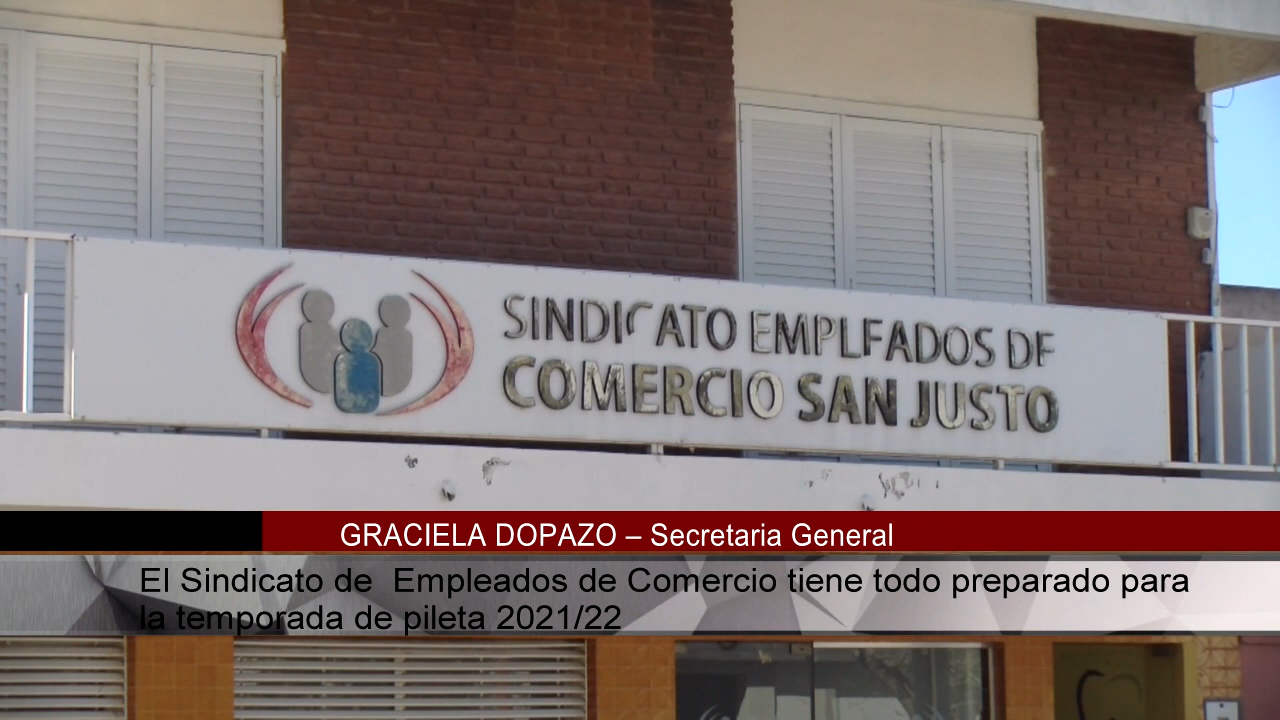 SINDICATO EMPLEADOS DE
COMERCIO SAN JUSTO
GRACIELA DOPAZO – Secretaria General
El Sindicato de  Empleados de Comercio tiene todo preparado para
la temporada de pileta 2021/22